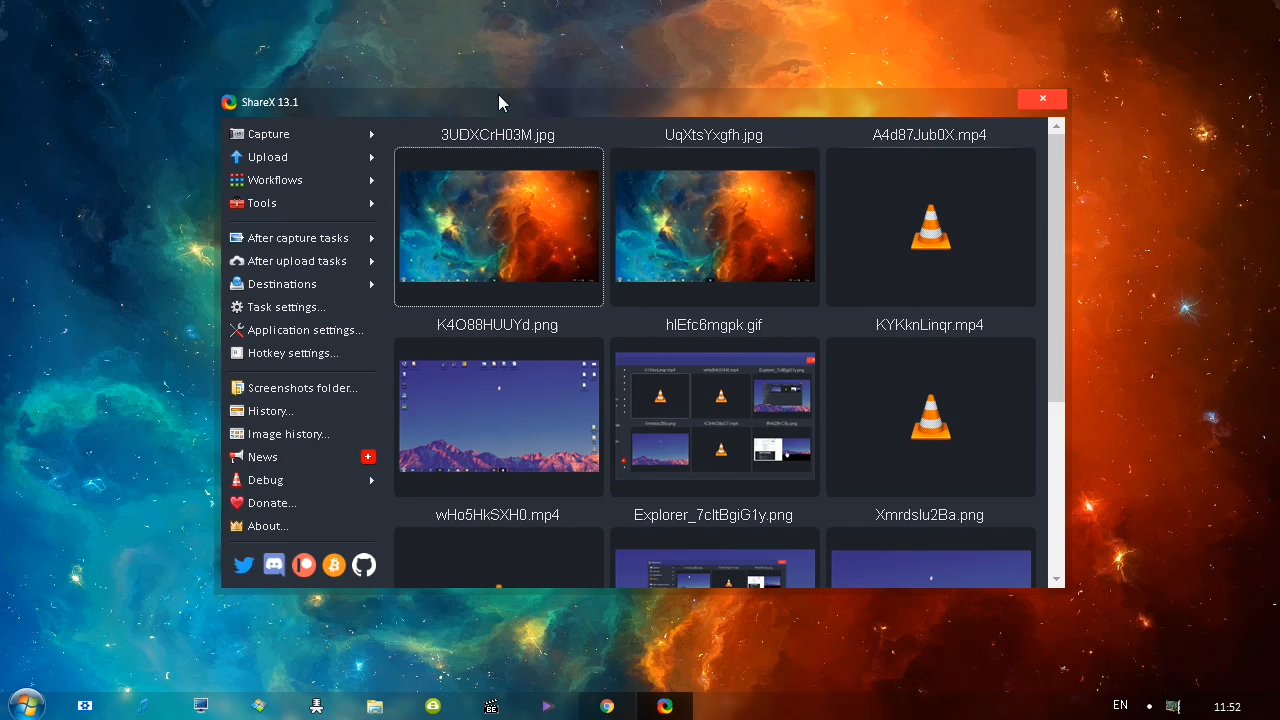 ShareX 13.1
Capture
Upload
Workflows
Tools
After capture tasks
After upload tasks
Destinations
Task settings...
Application settings...
Hotkey settings...
Screenshots folder...
History...
Image history...
News
Debug
Donate...
About...
3UDXCrH03M.jpg
UqXtsYxgfh.jpg
A4d87Jub0X.mp4
K4O88HUUYd.png
hlEfc6mgpk.gif
KYKknLinqr.mp4
wHo5HkSXH0.mp4
Explorer_7cltBgiG1y.png
Xmrdslu2Ba.png
EN
11:52